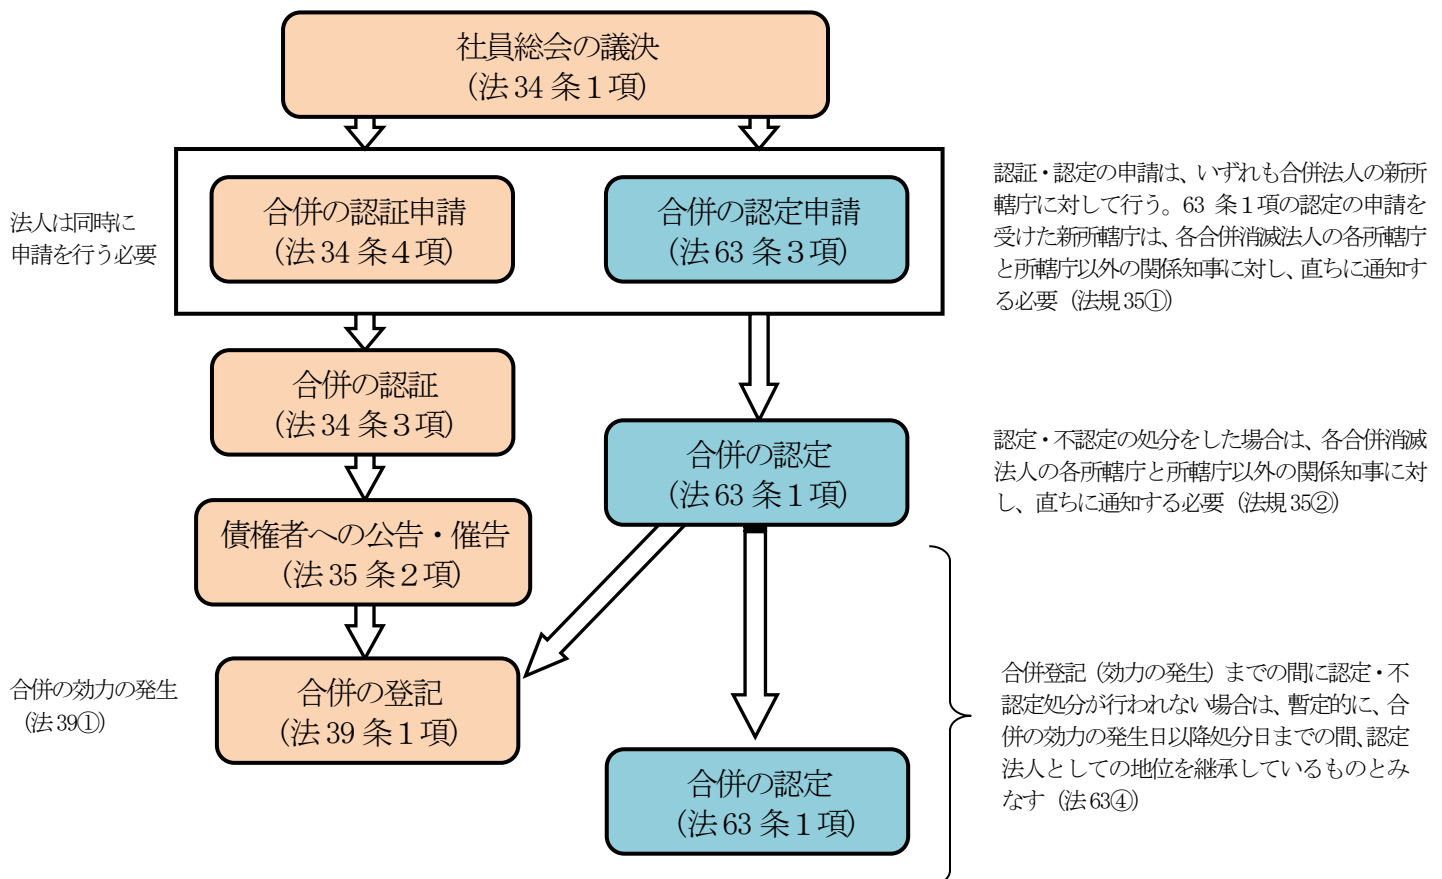 社員総会の議決
（法34条１項）
法人は同時に
申請を行う必要
合併の認証申請
（法34条４項）
合併の認定申請
（法63条３項）
認証・認定の申請は、いずれも合併法人の新所
轄庁に対して行う。63 条１項の認定の申請を
受けた新所轄庁は、各合併消滅法人の各所轄庁
と所轄庁以外の関係知事に対し、直ちに通知す
る必要（法規35①）
合併の認証
（法34条３項）
合併の認定
（法63条１項）
認定・不認定の処分をした場合は、各合併消滅
法人の各所轄庁と所轄庁以外の関係知事に対
し、直ちに通知する必要（法規35②）
債権者への公告・催告
（法35条２項）
合併の効力の発生
（法39①）
合併の登記
（法39条１項）
合併の認定
（法63条１項）
合併登記（効力の発生）までの間に認定・不
認定処分が行われない場合は、暫定的に、合
併の効力の発生日以降処分日までの間、認定
法人としての地位を継承しているものとみ
なす（法63④）